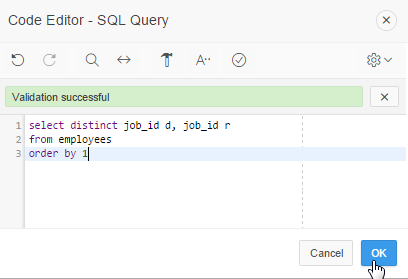 Code Editor - SQL Query
A··
Validation successful
1 select distinct job_id d, job_id r
2 from employees
3 order by 1
Cancel OK